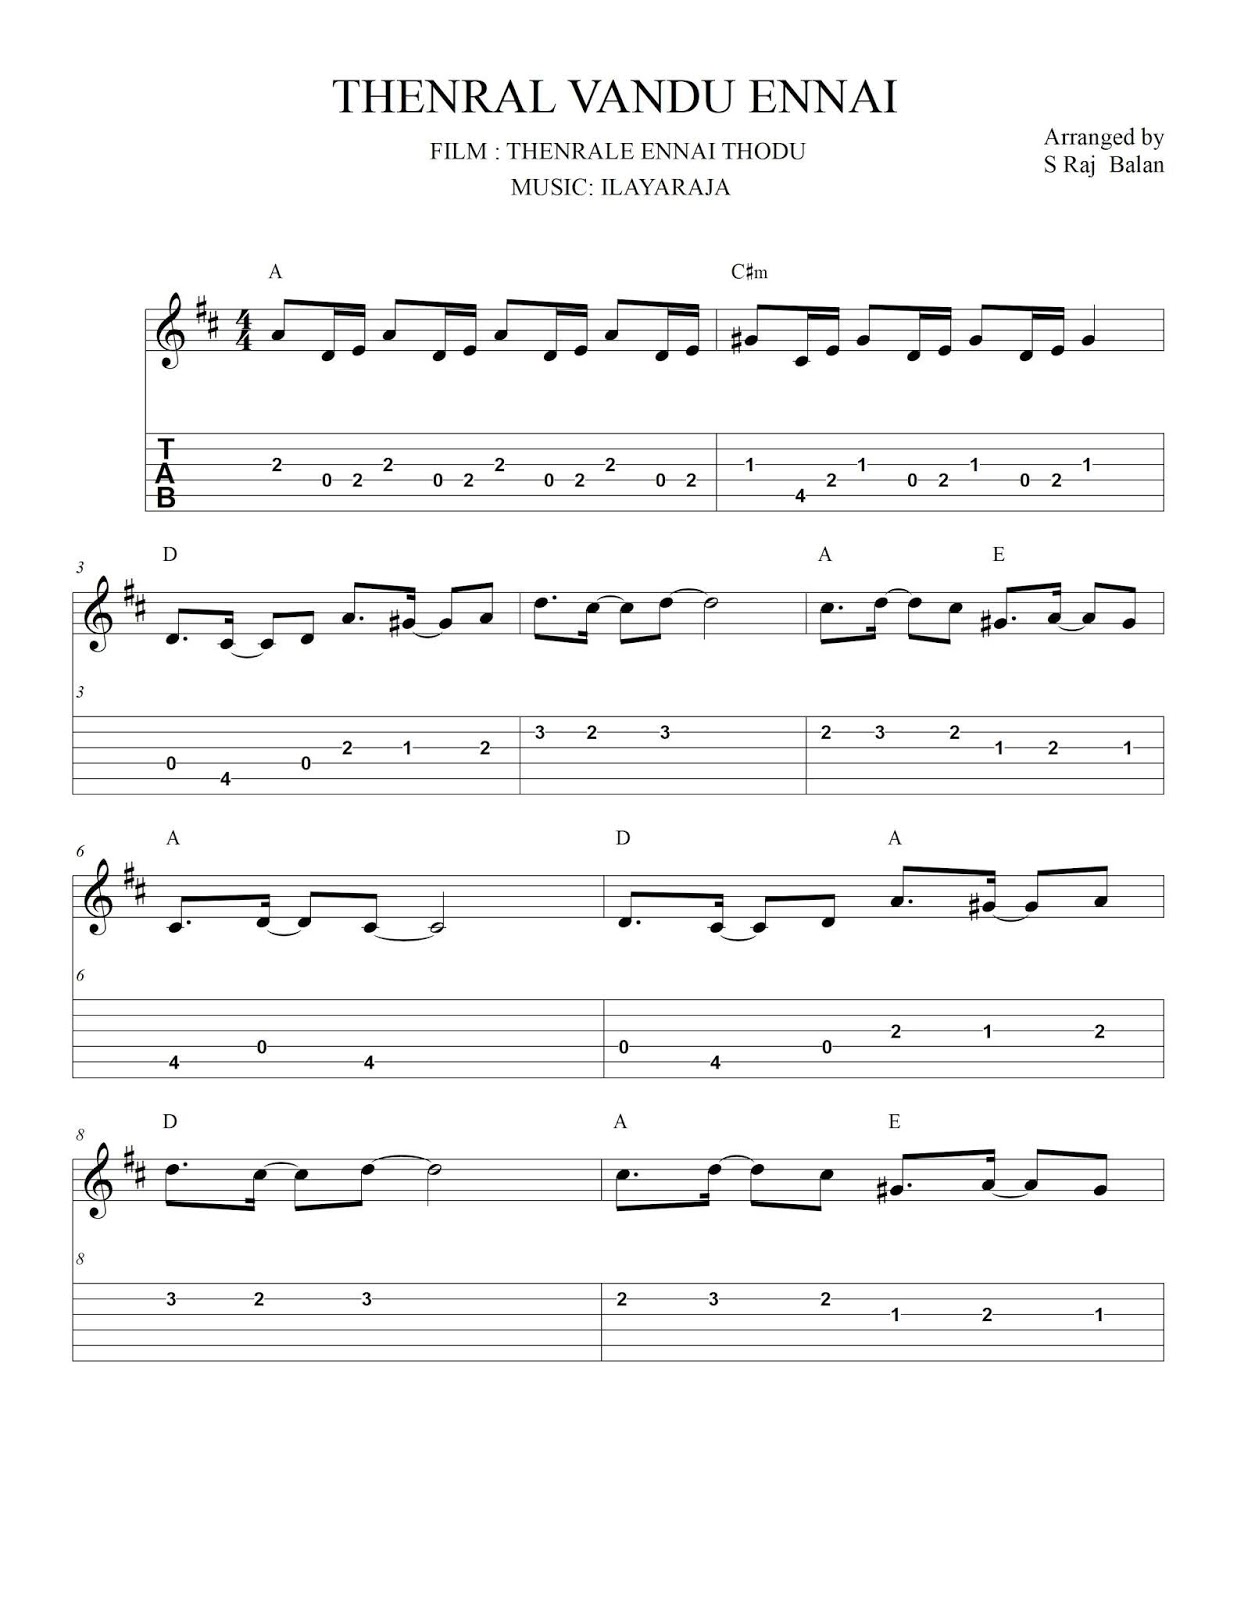 THENRAL VANDU ENNAI
FILM : THENRALE ENNAI THODU
MUSIC: ILAYARAJA
Arranged by
S Raj Balan
A C♯m
4
4
T
A
B
2 0 2 2 0 2 2 0 2 2 0 2 1 4 2 1 0 2 1 0 2 1
3 D A E
3
0 4 0 2 1 2 3 2 3 2 3 2 1 2 1
6 A D A
6
4 0 4 0 4 0 2 1 2
8 D A E
8
3 2 3 2 3 2 1 2 1